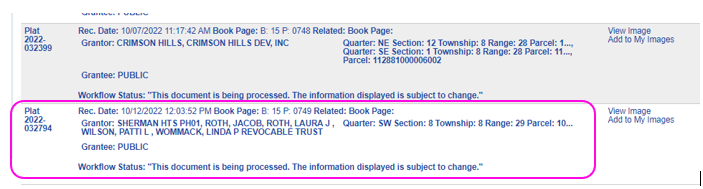 Grantee: PUBLIC
Plat 2022-032399
Rec. Date: 10/07/2022 11:17:42 AM Book Page: B: 15 P: 0748 Related: Book Page:
Grantor: CRIMSON HILLS, CRIMSON HILLS DEV, INC
Quarter: NE Section: 12 Township: 8 Range: 28 Parcel: 1...,
Quarter: SE Section: 1 Township: 8 Range: 28 Parcel: 11...,
Parcel: 112881000006002
Grantee: PUBLIC
Workflow Status: "This document is being processed. The information displayed is subject to change."
View Image
Add to My Images
Plat 2022-032794
Rec. Date: 10/12/2022 12:03:52 PM Book Page: B: 15 P: 0749 Related: Book Page:
Grantor: SHERMAN HTS PH01, ROTH, JACOB, ROTH, LAURA J ,
WILSON, PATTI L , WOMMACK, LINDA P REVOCABLE TRUST
Quarter: SW Section: 8 Township: 8 Range: 29 Parcel: 10...
Grantee: PUBLIC
Workflow Status: "This document is being processed. The information displayed is subject to change."
View Image
Add to My Images